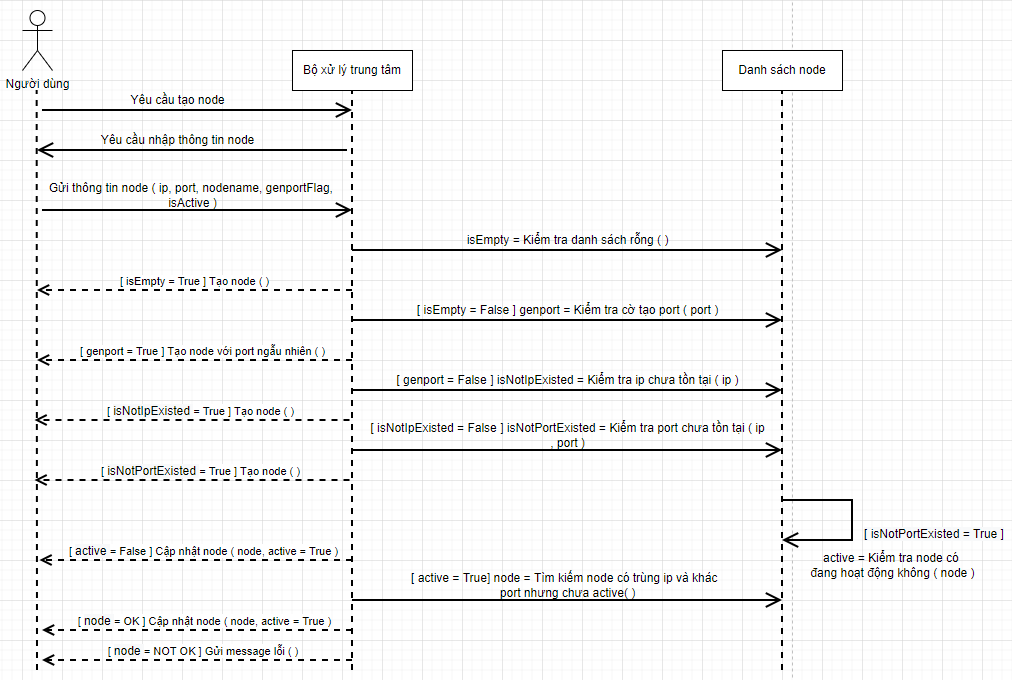 Người dùng
Bộ xử lý trung tâm
Danh sách node
Yêu cầu tạo node
Yêu cầu nhập thông tin node
Gửi thông tin node ( ip, port, nodename, genportFlag,
isActive )
isEmpty = Kiểm tra danh sách rỗng ( )
[ isEmpty = True ] Tạo node ( )
[ isEmpty = False ] genport = Kiểm tra cờ tạo port ( port )
[ genport = True ] Tạo node với port ngẫu nhiên ( )
[ genport = False ] isNotIpExisted = Kiểm tra ip chưa tồn tại ( ip )
[ isNotIpExisted = True ] Tạo node ( )
[ isNotIpExisted = False ] isNotPortExisted = Kiểm tra port chưa tồn tại ( ip
, port )
[ isNotPortExisted = True ] Tạo node ( )
[ isNotPortExisted = True ]
active = Kiểm tra node có
đang hoạt động không ( node )
[ active = False ] Cập nhật node ( node, active = True )
[ active = True] node = Tìm kiếm node có trùng ip và khác
port nhưng chưa active( )
[ node = OK ] Cập nhật node ( node, active = True )
[ node = NOT OK ] Gửi message lỗi ( )